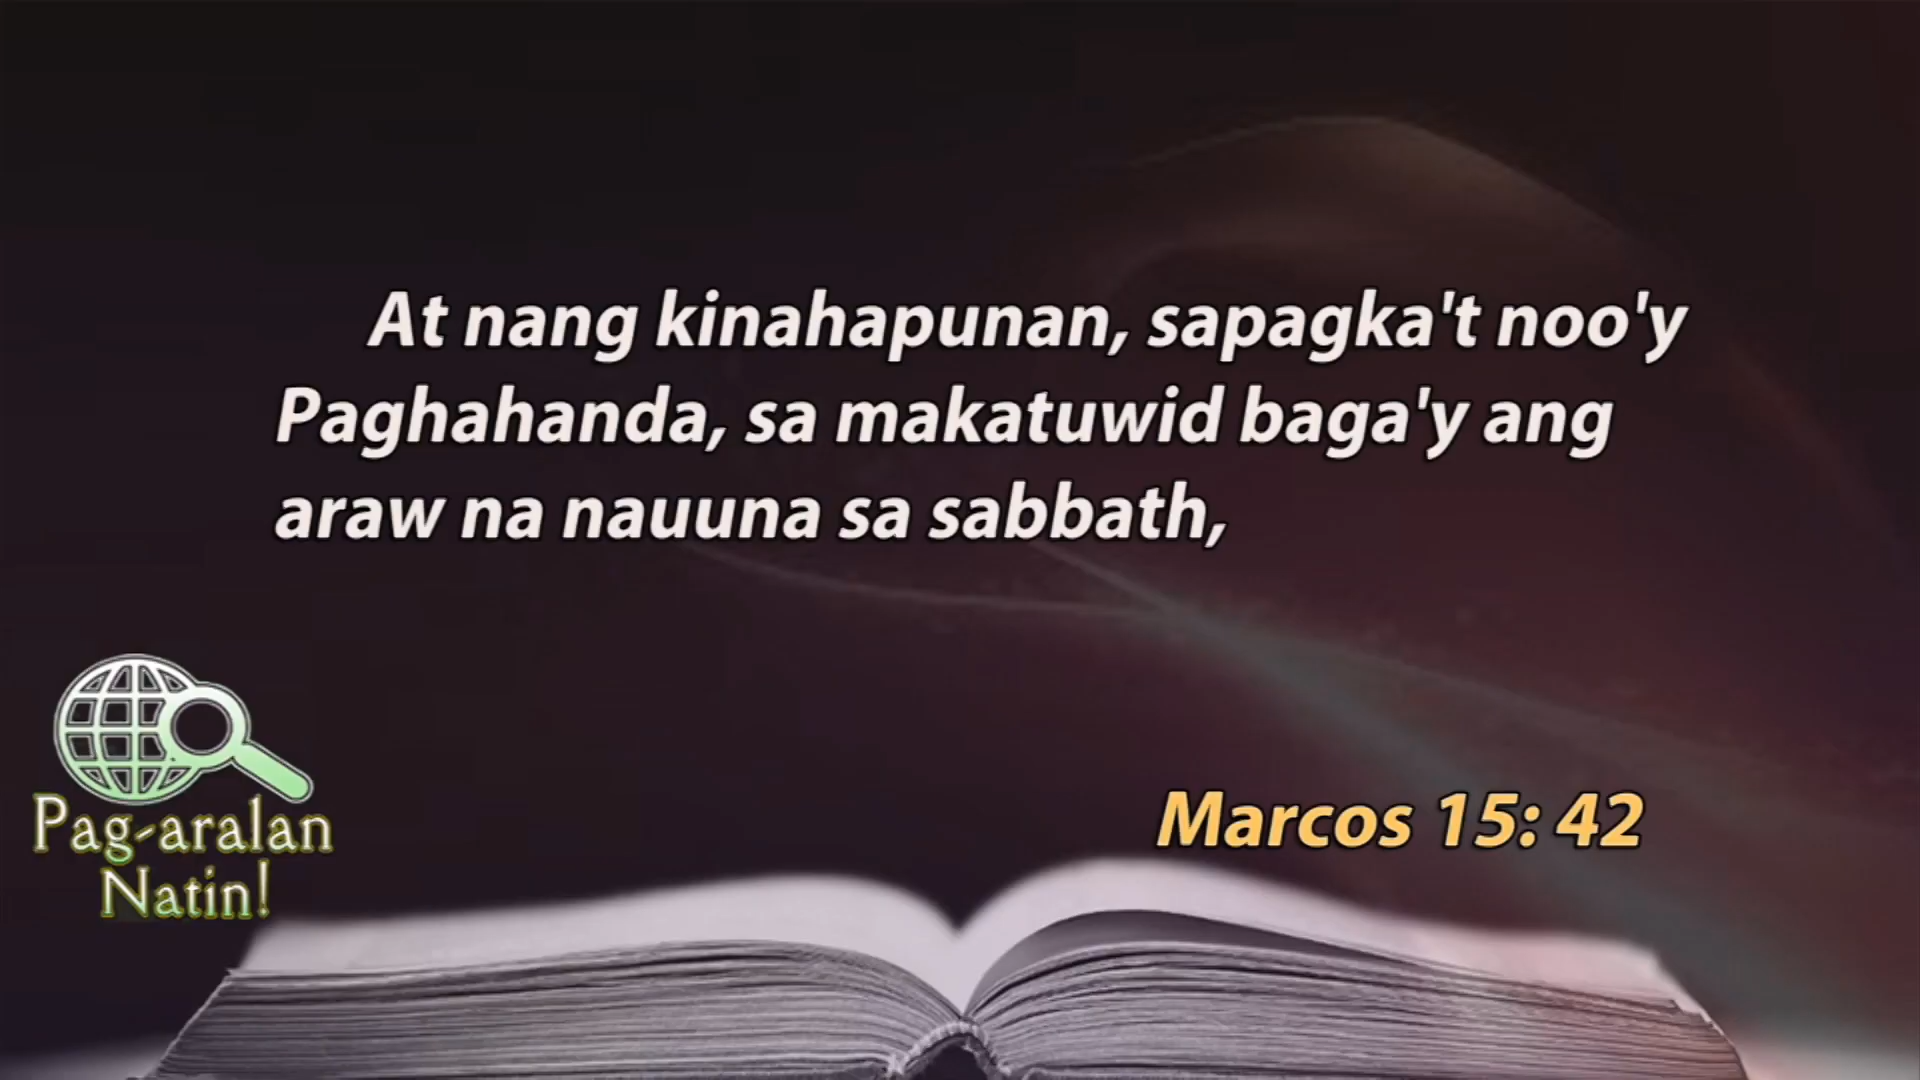 At nang kinahapunan, sapagka't noo'y
Paghahanda, sa makatuwid baga'y ang
araw na nauuna sa sabbath,
Marcos 15: 42
Pag-aralan
Natin!